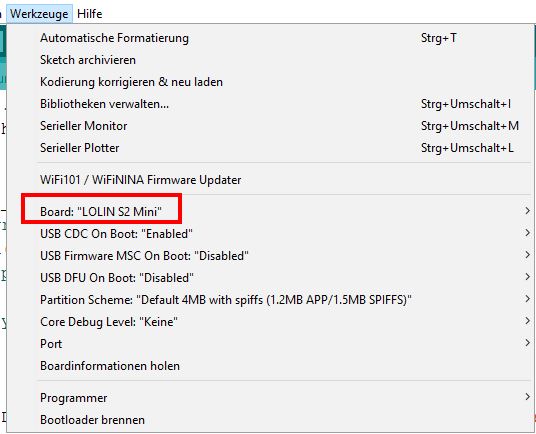 Werkzeuge Hilfe
Automatische Formatierung Strg+T
Sketch archivieren
Kodierung korrigieren & neu laden
Bibliotheken verwalten... Strg+Umschalt+I
Serieller Monitor Strg+Umschalt+M
Serieller Plotter Strg+Umschalt+L
WiFi101 / WiFiNINA Firmware Updater
Board: "LOLIN S2 Mini"
USB CDC On Boot: "Enabled"
USB Firmware MSC On Boot: "Disabled"
USB DFU On Boot: "Disabled"
Partition Scheme: "Default 4MB with spiffs (1.2MB APP/1.5MB SPIFFS)"
Core Debug Level: "Keine"
Port
Boardinformationen holen
Programmer
Bootloader brennen